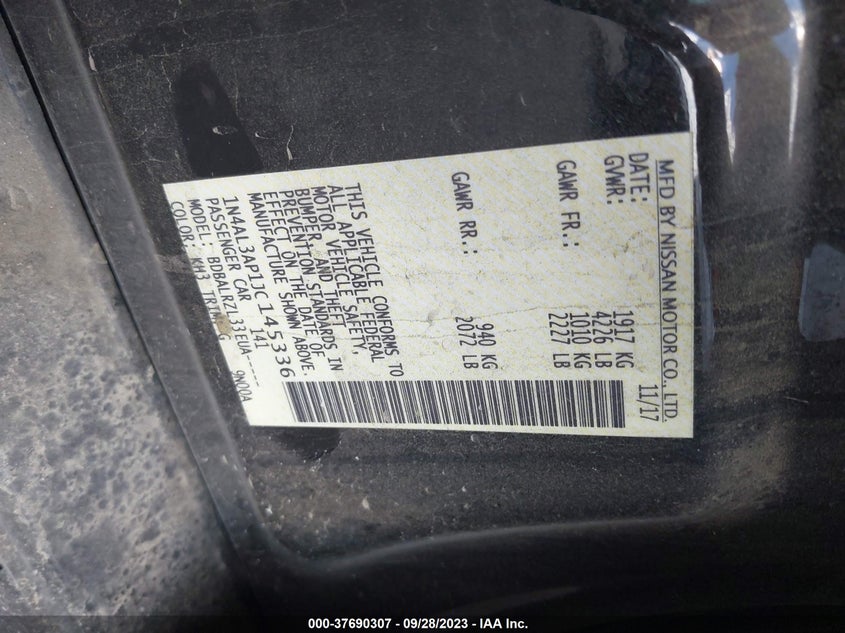 MFD BY NISSAN MOTOR CO., LTD.
DATE: 11/17
GVWR: 1917 KG
4226 LB
GAWR FR.: 1010 KG
2227 LB
GAWR RR.: 940 KG
2072 LB
THIS VEHICLE CONFORMS TO
ALL APPLICABLE FEDERAL
MOTOR VEHICLE SAFETY,
BUMPER, AND THEFT
PREVENTION STANDARDS IN
EFFECT ON THE DATE OF
MANUFACTURE SHOWN ABOVE.
1N4AL3AP1JC145336
PASSENGER CAR 141
MODEL: BDBALRZL33EUA-----
COLOR: KH3 TRIM: G 9N00A
000-37690307 - 09/28/2023 - IAA Inc.